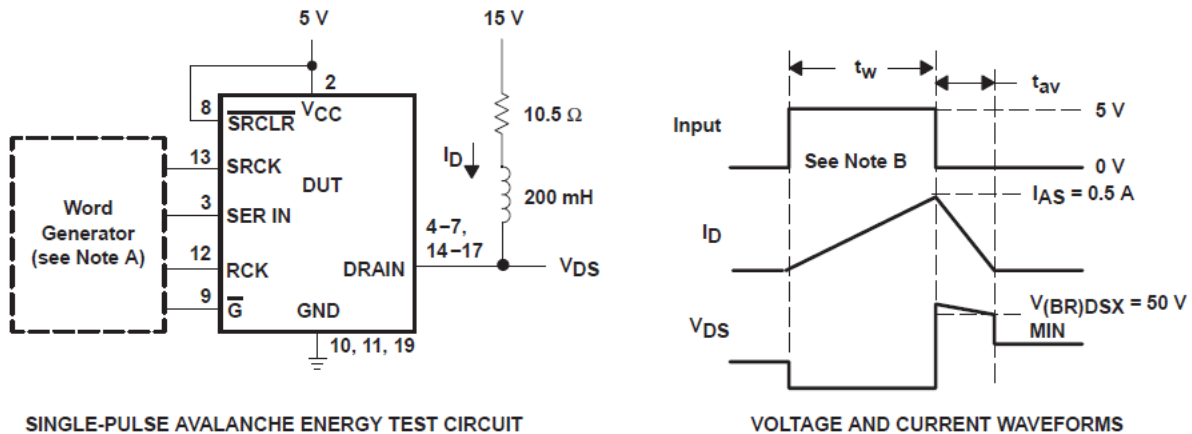 5 V
15 V
2
8
SRCLR
VCC
10.5 Ω
13
SRCK
ID
DUT
200 mH
Word
Generator
(see Note A)
3
SER IN
4–7,
14–17
12
RCK
DRAIN
VDS
9
G
GND
10, 11, 19
SINGLE-PULSE AVALANCHE ENERGY TEST CIRCUIT
tw
tav
5 V
Input
See Note B
0 V
IAS = 0.5 A
ID
V(BR)DSX = 50 V
MIN
VDS
VOLTAGE AND CURRENT WAVEFORMS